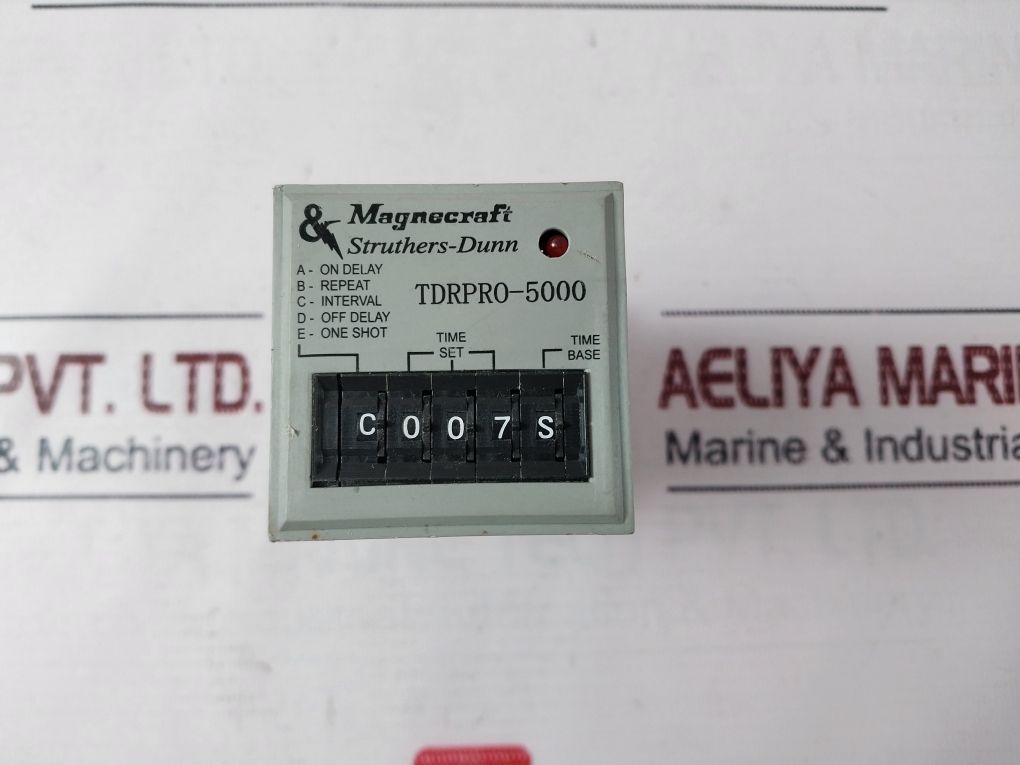 & Magnecraft
Struthers-Dunn
A - ON DELAY
B - REPEAT
C - INTERVAL
D - OFF DELAY
E - ONE SHOT
TDRPRO-5000
TIME
SET
TIME
BASE
C 0 0 7 S
PVT. LTD.
& Machinery
AELIYA MARI
Marine & Industria